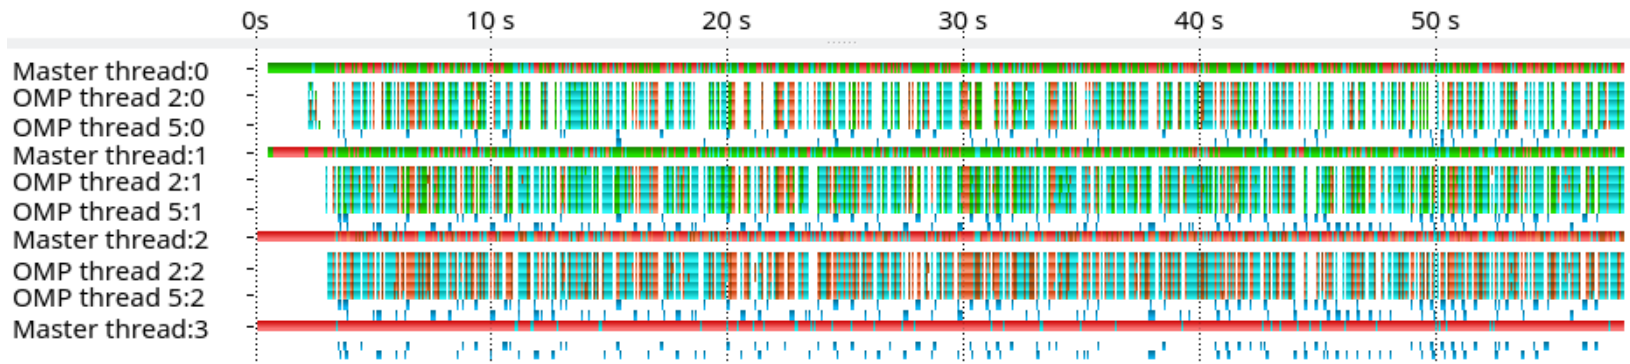 0s 10 s 20 s 30 s 40 s 50 s
Master thread:0
OMP thread 2:0
OMP thread 5:0
Master thread:1
OMP thread 2:1
OMP thread 5:1
Master thread:2
OMP thread 2:2
OMP thread 5:2
Master thread:3